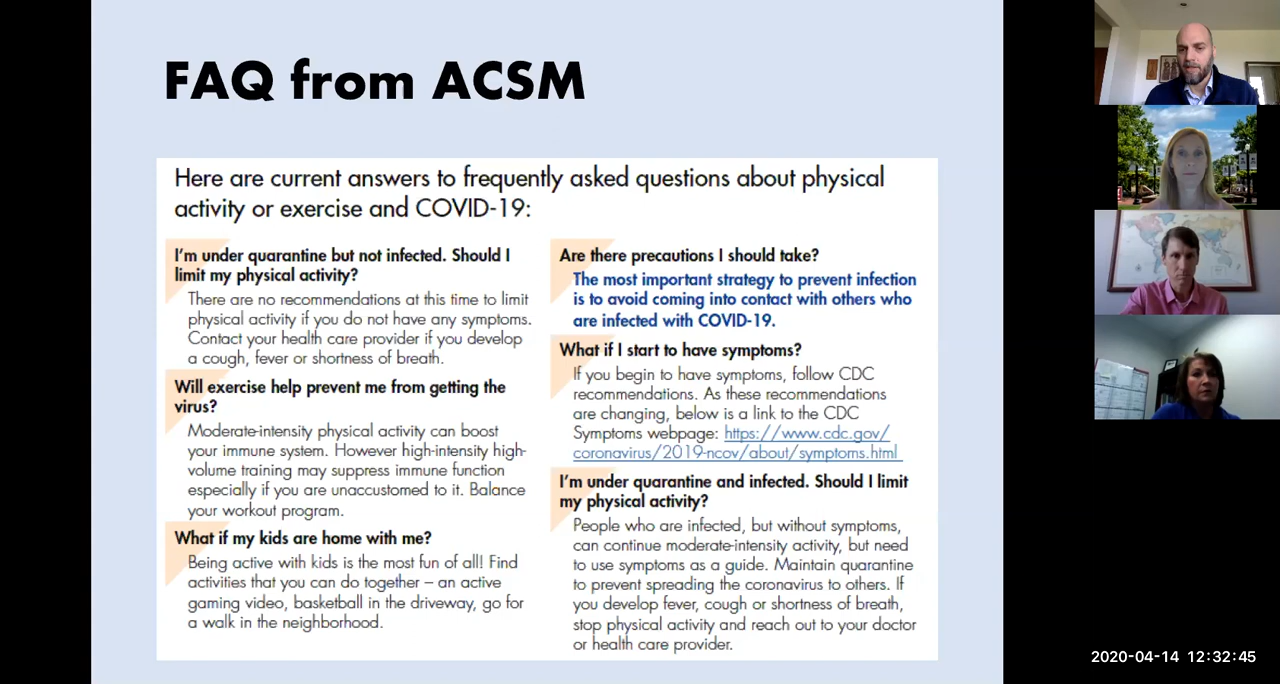 FAQ from ACSM
Here are current answers to frequently asked questions about physical
activity or exercise and COVID-19:
I'm under quarantine but not infected. Should I
limit my physical activity?
There are no recommendations at this time to limit
physical activity if you do not have any symptoms.
Contact your health care provider if you develop
a cough, fever or shortness of breath.
Will exercise help prevent me from getting the
virus?
Moderate-intensity physical activity can boost
your immune system. However high-intensity high-
volume training may suppress immune function
especially if you are unaccustomed to it. Balance
your workout program.
What if my kids are home with me?
Being active with kids is the most fun of all! Find
activities that you can do together – an active
gaming video, basketball in the driveway, go for
a walk in the neighborhood.
Are there precautions I should take?
The most important strategy to prevent infection
is to avoid coming into contact with others who
are infected with COVID-19.
What if I start to have symptoms?
If you begin to have symptoms, follow CDC
recommendations. As these recommendations
are changing, below is a link to the CDC
Symptoms webpage: https://www.cdc.gov/
coronavirus/2019-ncov/about/symptoms.html
I'm under quarantine and infected. Should I limit
my physical activity?
People who are infected, but without symptoms,
can continue moderate-intensity activity, but need
to use symptoms as a guide. Maintain quarantine
to prevent spreading the coronavirus to others. If
you develop fever, cough or shortness of breath,
stop physical activity and reach out to your doctor
or health care provider.
2020-04-14 12:32:45